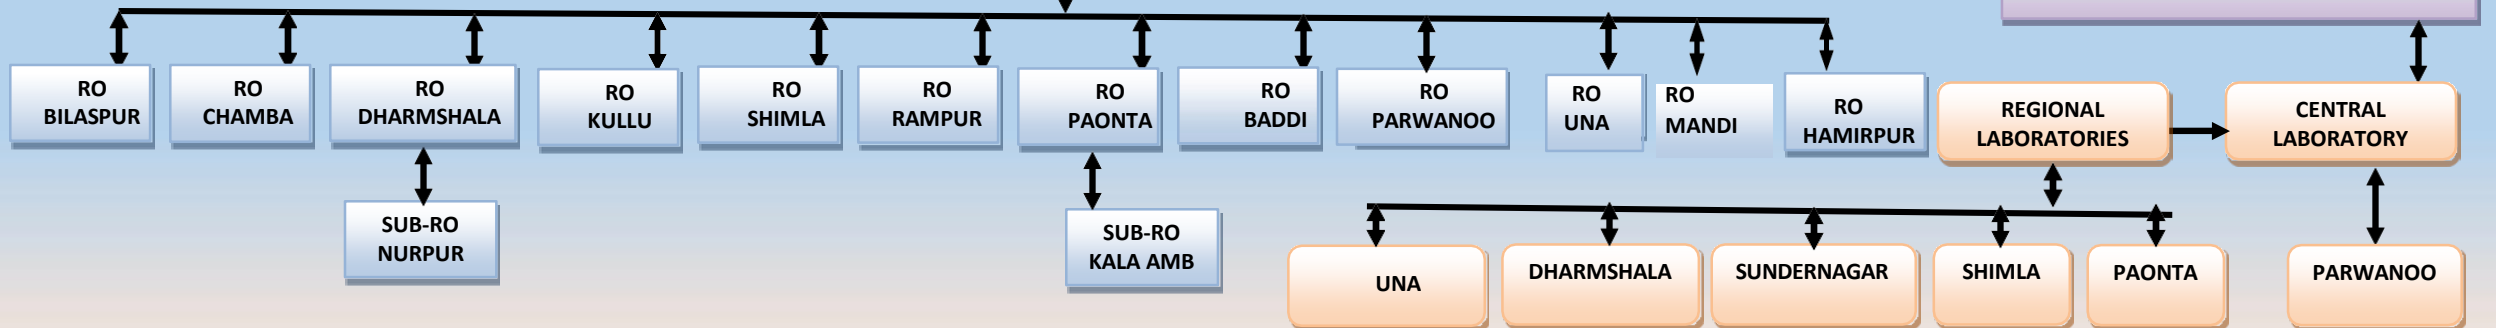 RO
BILASPUR
RO
CHAMBA
RO
DHARMSHALA
RO
KULLU
RO
SHIMLA
RO
RAMPUR
RO
PAONTA
RO
BADDI
RO
PARWANOO
RO
UNA
RO
MANDI
RO
HAMIRPUR
REGIONAL
LABORATORIES
CENTRAL
LABORATORY
SUB-RO
NURPUR
SUB-RO
KALA AMB
UNA
DHARMSHALA
SUNDERNAGAR
SHIMLA
PAONTA
PARWANOO